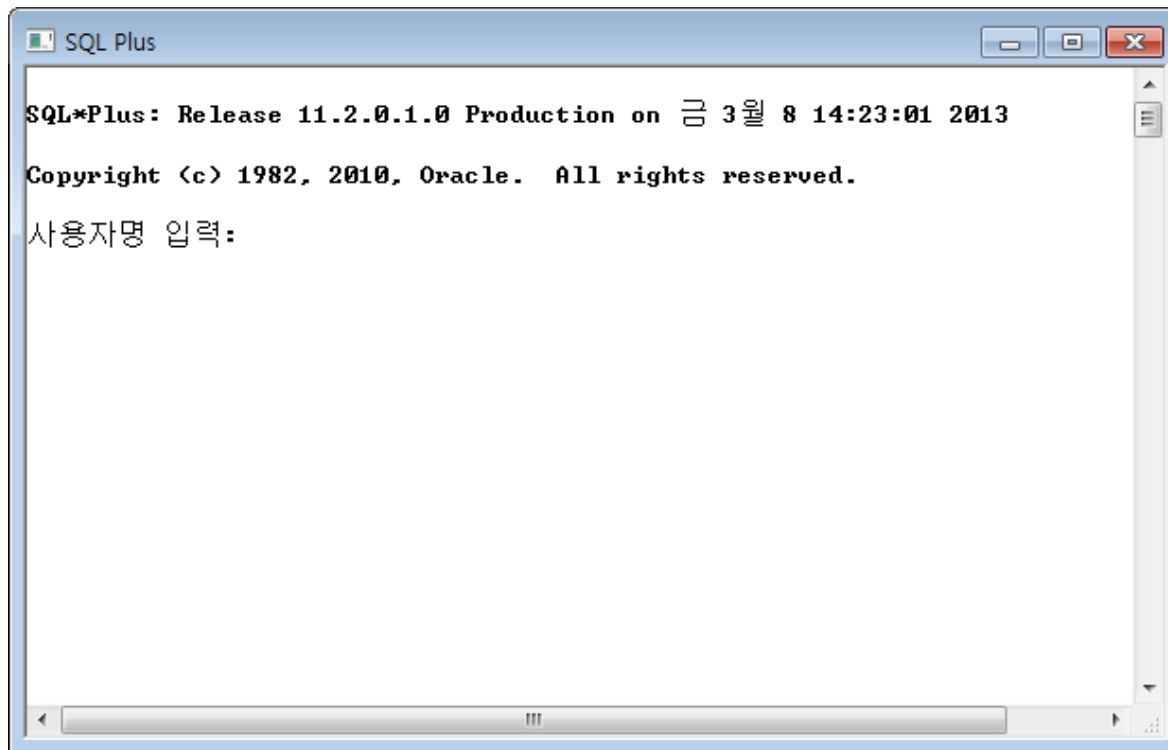 SQL Plus
SQL*Plus: Release 11.2.0.1.0 Production on 금 3월 8 14:23:01 2013
Copyright (c) 1982, 2010, Oracle.  All rights reserved.
사용자명 입력: